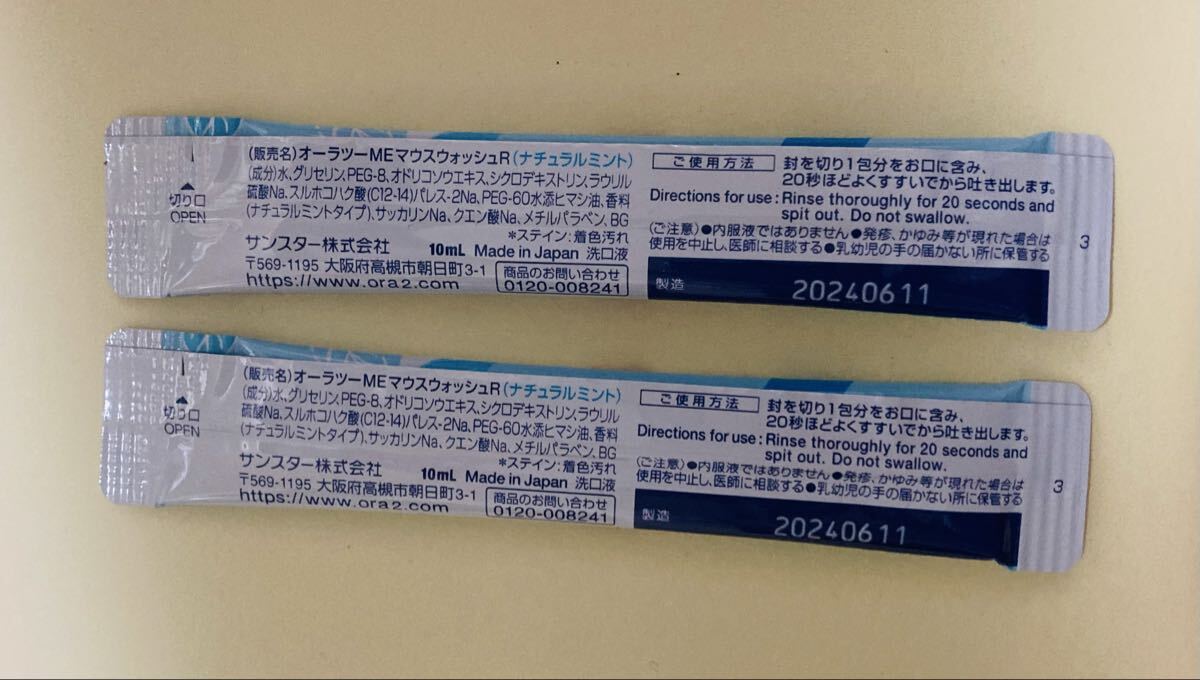 切り口
OPEN
(販売名)オーラツーMEマウスウォッシュR(ナチュラルミント)
(成分)水、グリセリン、PEG-8、オドリコソウエキス、シクロデキストリン、ラウリル
硫酸Na、スルホコハク酸(C12-14)パレス-2Na、PEG-60水添ヒマシ油、香料
(ナチュラルミントタイプ)、サッカリンNa、クエン酸Na、メチルパラベン、BG
*ステイン:着色汚れ
サンスター株式会社 10mL Made in Japan 洗口液
〒569-1195 大阪府高槻市朝日町3-1
https://www.ora2.com
商品のお問い合わせ
0120-008241
ご使用方法
封を切り1包分をお口に含み、
20秒ほどよくすすいでから吐き出します。
Directions for use : Rinse thoroughly for 20 seconds and
spit out. Do not swallow.
(ご注意)●内服液ではありません●発疹、かゆみ等が現れた場合は
使用を中止し、医師に相談する●乳幼児の手の届かない所に保管する
製造 20240611
3
切り口
OPEN
(販売名)オーラツーMEマウスウォッシュR(ナチュラルミント)
(成分)水、グリセリン、PEG-8、オドリコソウエキス、シクロデキストリン、ラウリル
硫酸Na、スルホコハク酸(C12-14)パレス-2Na、PEG-60水添ヒマシ油、香料
(ナチュラルミントタイプ)、サッカリンNa、クエン酸Na、メチルパラベン、BG
*ステイン:着色汚れ
サンスター株式会社 10mL Made in Japan 洗口液
〒569-1195 大阪府高槻市朝日町3-1
https://www.ora2.com
商品のお問い合わせ
0120-008241
ご使用方法
封を切り1包分をお口に含み、
20秒ほどよくすすいでから吐き出します。
Directions for use : Rinse thoroughly for 20 seconds and
spit out. Do not swallow.
(ご注意)●内服液ではありません●発疹、かゆみ等が現れた場合は
使用を中止し、医師に相談する●乳幼児の手の届かない所に保管する
製造 20240611
3